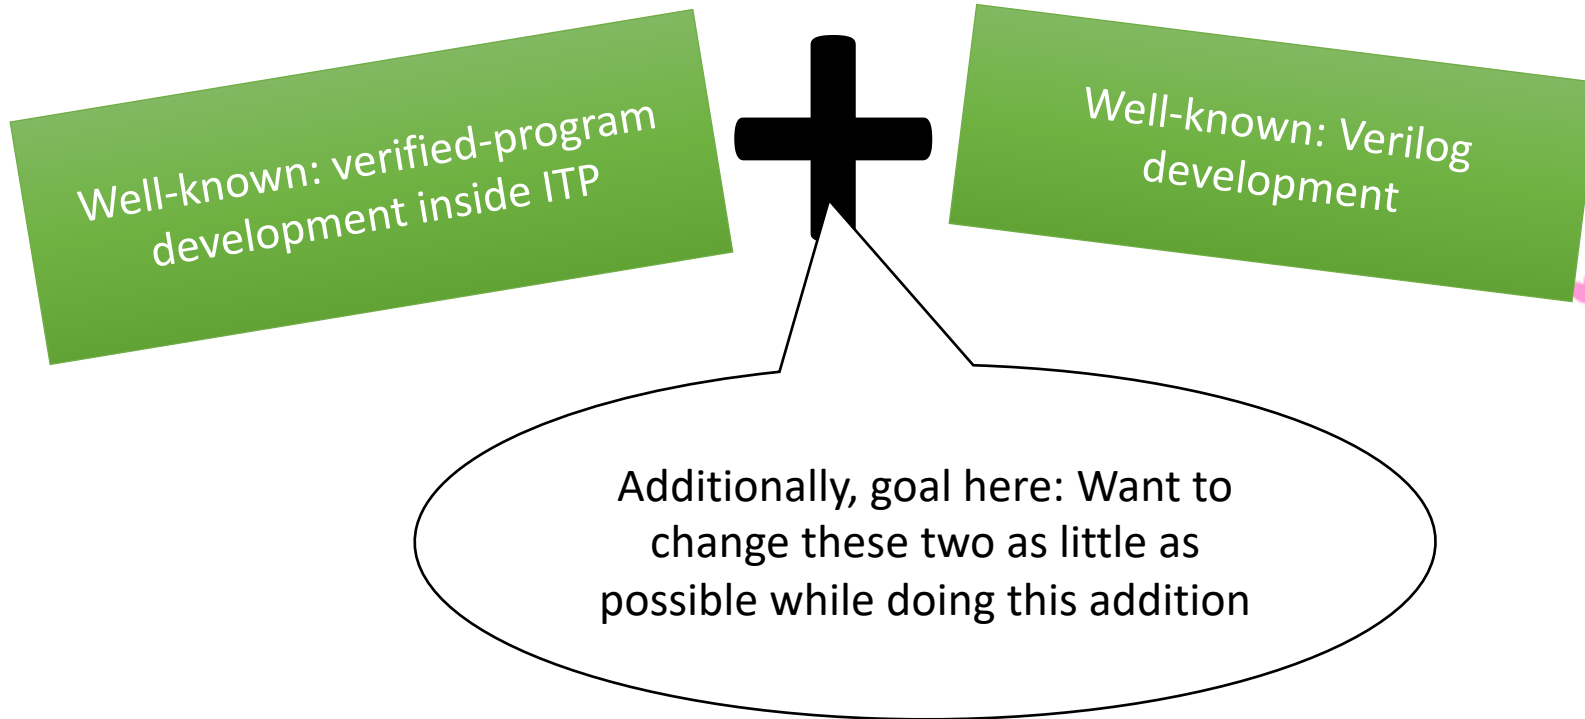 Well-known: verified-program
development inside ITP
Well-known: Verilog
development
Additionally, goal here: Want to
change these two as little as
possible while doing this addition